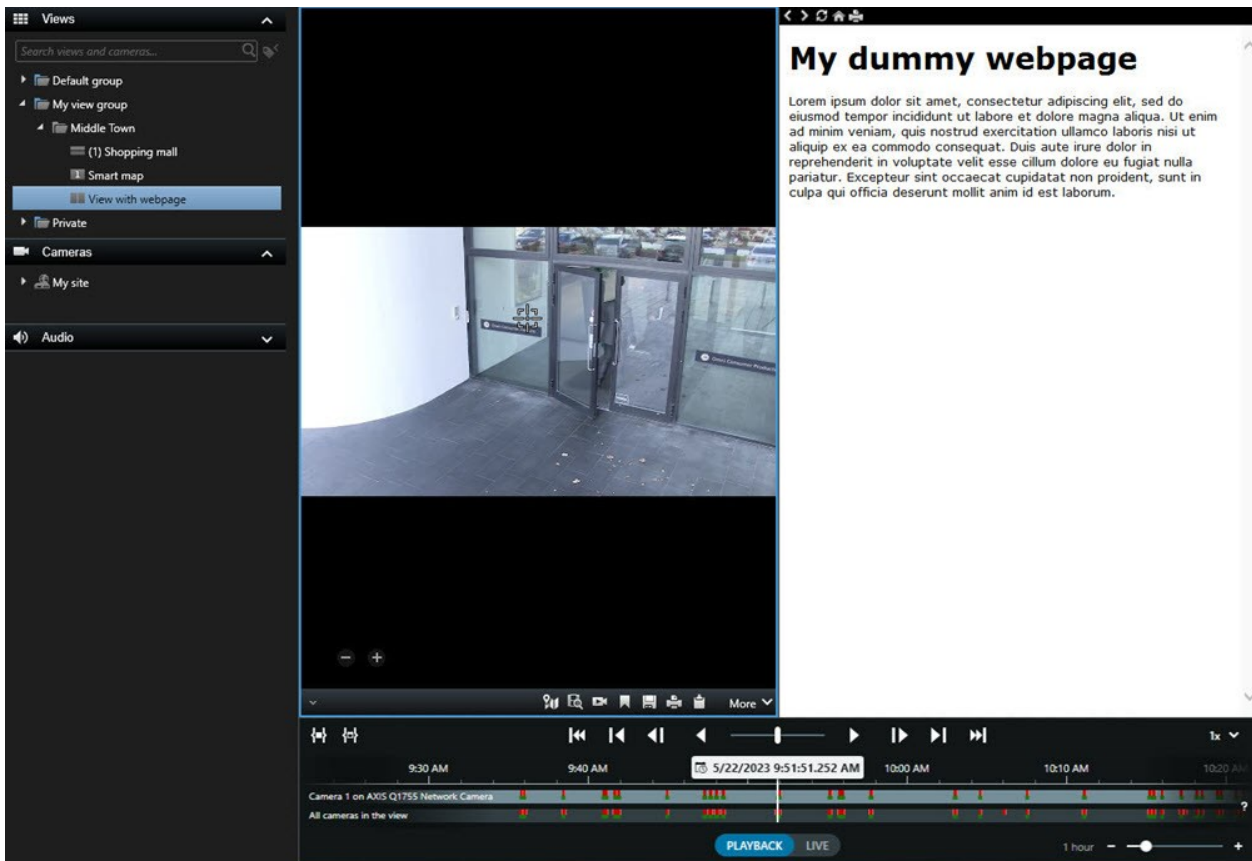 Views
Search views and cameras...
Default group
My view group
Middle Town
(1) Shopping mall
1 Smart map
View with webpage
Private
Cameras
My site
Audio
My dummy webpage
Lorem ipsum dolor sit amet, consectetur adipiscing elit, sed do
eiusmod tempor incididunt ut labore et dolore magna aliqua. Ut enim
ad minim veniam, quis nostrud exercitation ullamco laboris nisi ut
aliquip ex ea commodo consequat. Duis aute irure dolor in
reprehenderit in voluptate velit esse cillum dolore eu fugiat nulla
pariatur. Excepteur sint occaecat cupidatat non proident, sunt in
culpa qui officia deserunt mollit anim id est laborum.
Consumer Products
More
1x
9:30 AM 9:40 AM 5/22/2023 9:51:51.252 AM 10:00 AM 10:10 AM 10:20 AM
Camera 1 on AXIS Q1755 Network Camera
All cameras in the view
?
PLAYBACK LIVE
1 hour